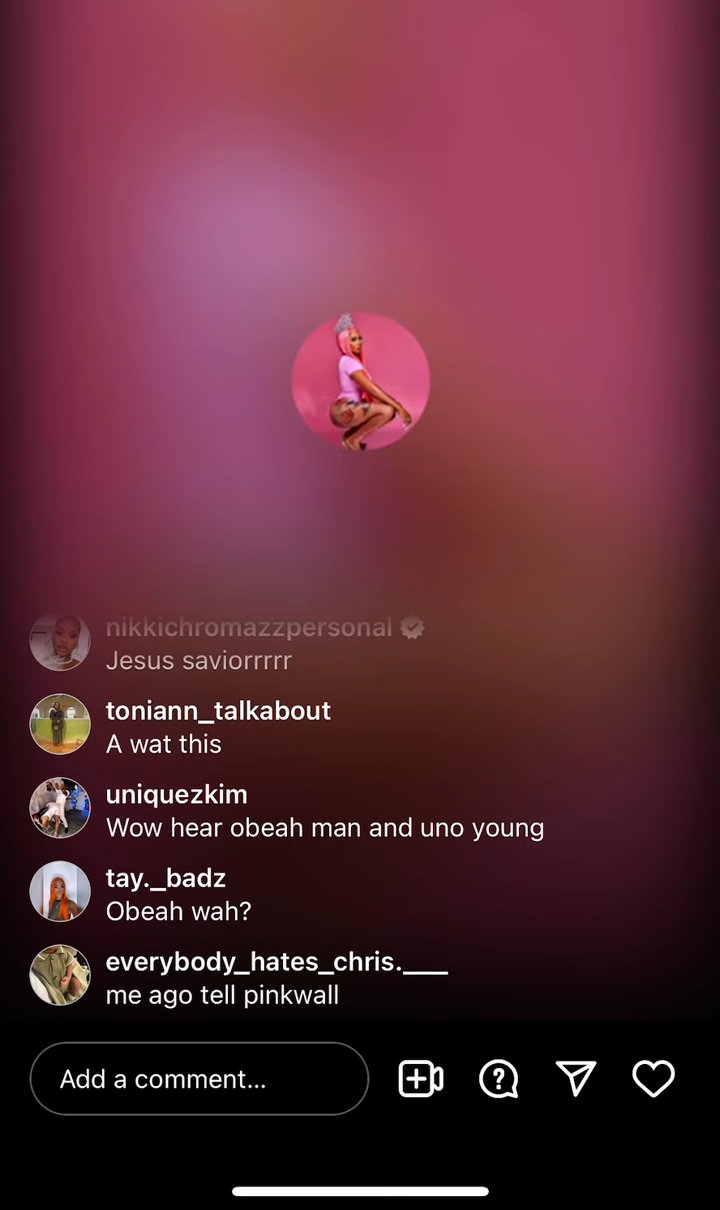 nikkichromazzpersonal
Jesus saviorrrrr
toniann_talkabout
A wat this
uniquezkim
Wow hear obeah man and uno young
tay._badz
Obeah wah?
everybody_hates_chris.____
me ago tell pinkwall
Add a comment...